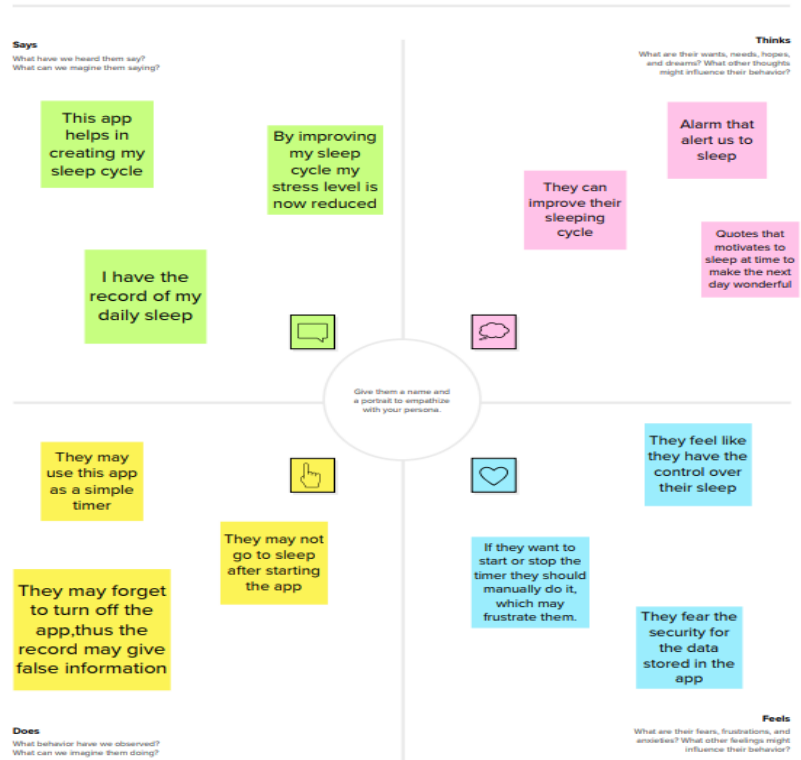 Says
What have we heard them say?
What can we magine them saying?
This app
helps in
creating my
sleep cycle
By improving
my sleep
cycle my
stress level is
now reduced
I have the
record of my
daily sleep
Thinks
What are their wants, needs, hopes,
and dreams? What other thoughts
might influence their behavior?
Alarm that
alert us to
sleep
They can
improve their
sleeping
cycle
Quotes that
motivates to
sleep at time to
make the next
day wonderful
Give them a name and
a portrait to empathize
with your persona.
They may
use this app
as a simple
timer
They may not
go to sleep
after starting
the app
They may forget
to turn off the
app,thus the
record may give
false information
Does
What behavior have we observed?
What can we imagine them doing?
They feel like
they have the
control over
their sleep
If they want to
start or stop the
timer they should
manually do it,
which may
frustrate them.
They fear the
security for
the data
stored in the
app
Feels
What are their fears, frustrations, and
anxieties? What other feelings might
influence their behavior?